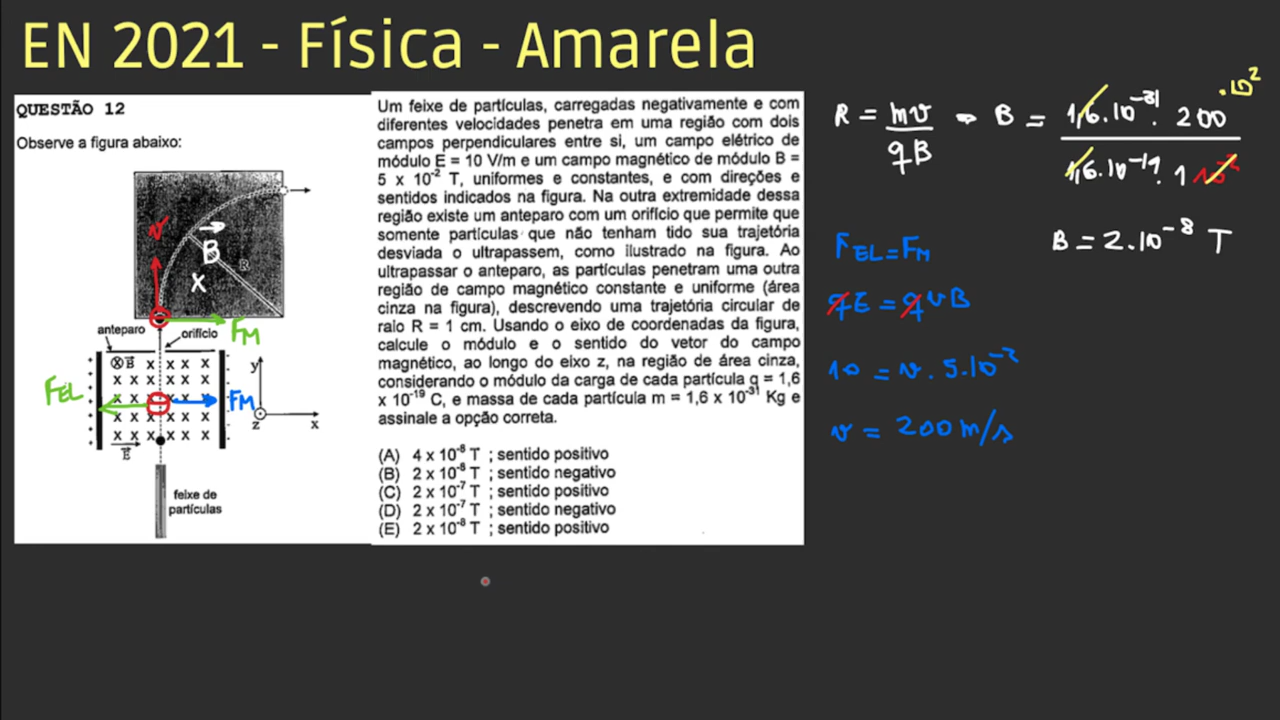 EN 2021 - Física - Amarela
QUESTÃO 12
Observe a figura abaixo:
v
B
R
X
FM
anteparo
orifício
⊗B x x x x
x x x x x x
x x x x x
x x x x x x
x x x x x x
FEL
FM
E
y
z
x
feixe de
partículas
Um feixe de partículas, carregadas negativamente e com
diferentes velocidades penetra em uma região com dois
campos perpendiculares entre si, um campo elétrico de
módulo E = 10 V/m e um campo magnético de módulo B =
5 x 10⁻² T, uniformes e constantes, e com direções e
sentidos indicados na figura. Na outra extremidade dessa
região existe um anteparo com um orifício que permite que
somente partículas que não tenham tido sua trajetória
desviada o ultrapassem, como ilustrado na figura. Ao
ultrapassar o anteparo, as partículas penetram uma outra
região de campo magnético constante e uniforme (área
cinza na figura), descrevendo uma trajetória circular de
raio R = 1 cm. Usando o eixo de coordenadas da figura,
calcule o módulo e o sentido do vetor do campo
magnético, ao longo do eixo z, na região de área cinza,
considerando o módulo da carga de cada partícula q = 1,6
x 10⁻¹⁹ C, e massa de cada partícula m = 1,6 x 10⁻³¹ Kg e
assinale a opção correta.
(A) 4 x 10⁻⁸ T ; sentido positivo
(B) 2 x 10⁻⁸ T ; sentido negativo
(C) 2 x 10⁻⁷ T ; sentido positivo
(D) 2 x 10⁻⁷ T ; sentido negativo
(E) 2 x 10⁻⁸ T ; sentido positivo
R = mv / qB - B = 1,6.10⁻³¹. 200 .10² / 1,6.10⁻¹⁹. 1 10⁻²
B = 2.10⁻⁸ T
FEL = FM
qE = qvB
10 = v . 5.10⁻²
v = 200 m/s